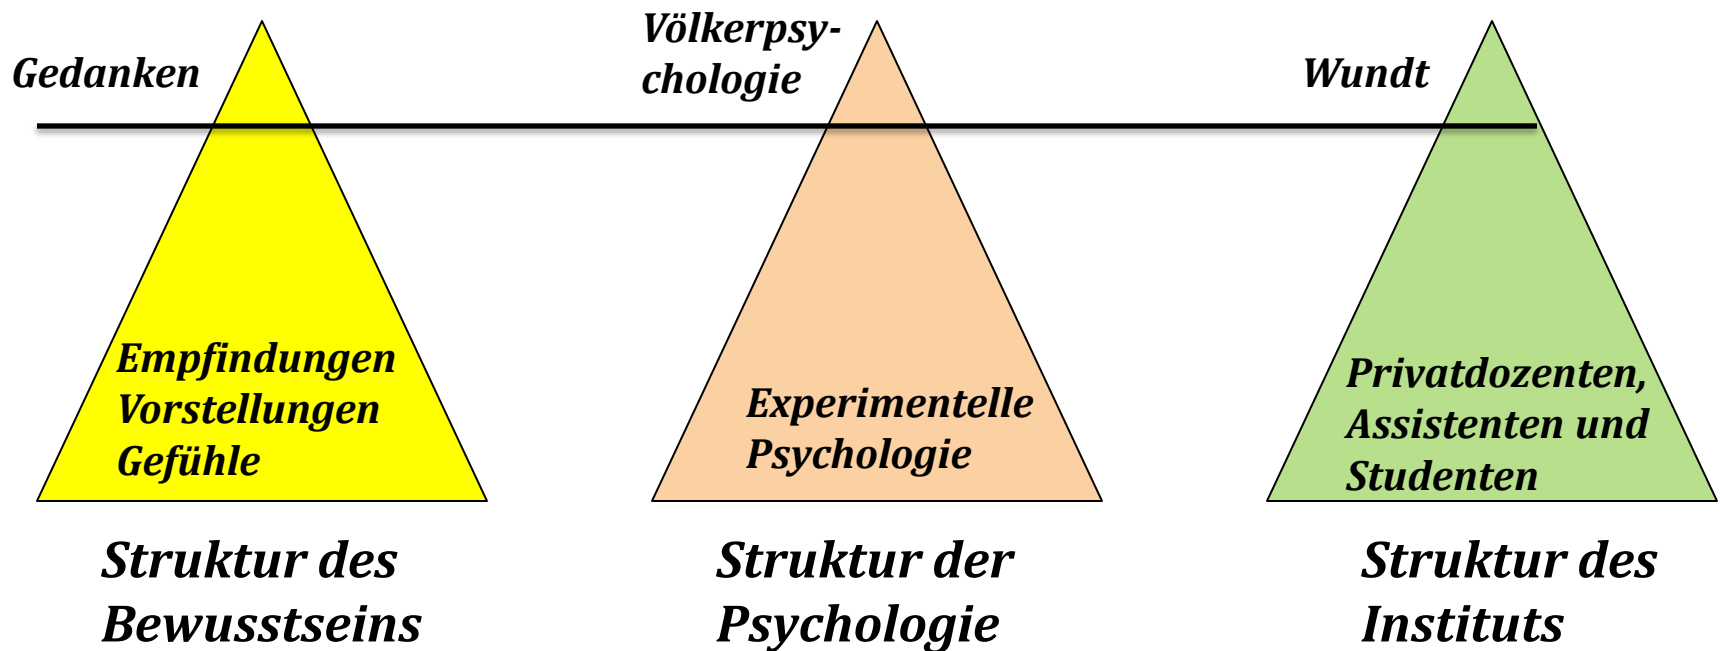 Gedanken
Völkerpsy-
chologie
Wundt
Empfindungen
Vorstellungen
Gefühle
Experimentelle
Psychologie
Privatdozenten,
Assistenten und
Studenten
Struktur des
Bewusstseins
Struktur der
Psychologie
Struktur des
Instituts